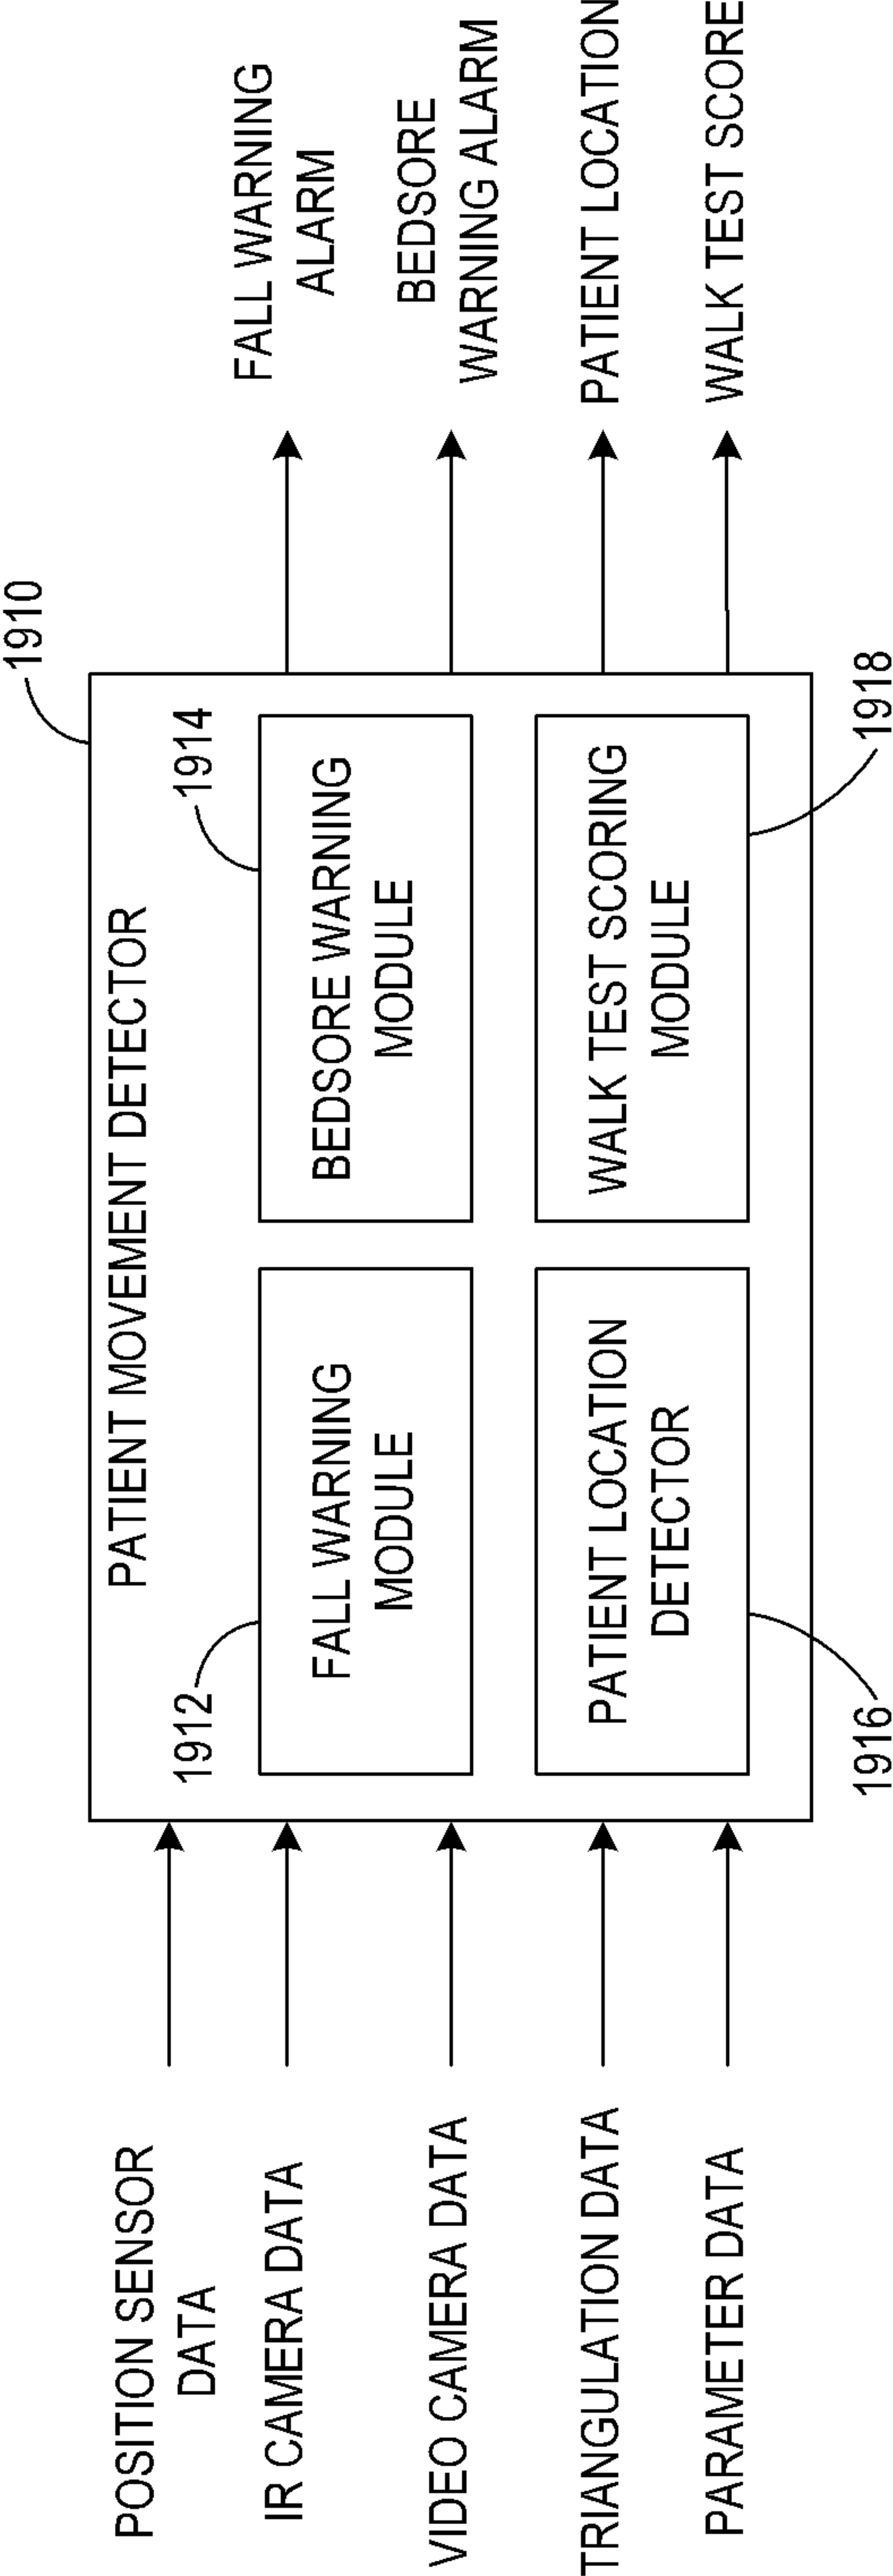 1910
PATIENT MOVEMENT DETECTOR
POSITION SENSOR
DATA
IR CAMERA DATA
VIDEO CAMERA DATA
TRIANGULATION DATA
PARAMETER DATA
1912
FALL WARNING
MODULE
1914
BEDSORE WARNING
MODULE
PATIENT LOCATION
DETECTOR
1916
WALK TEST SCORING
MODULE
1918
FALL WARNING
ALARM
BEDSORE
WARNING ALARM
PATIENT LOCATION
WALK TEST SCORE